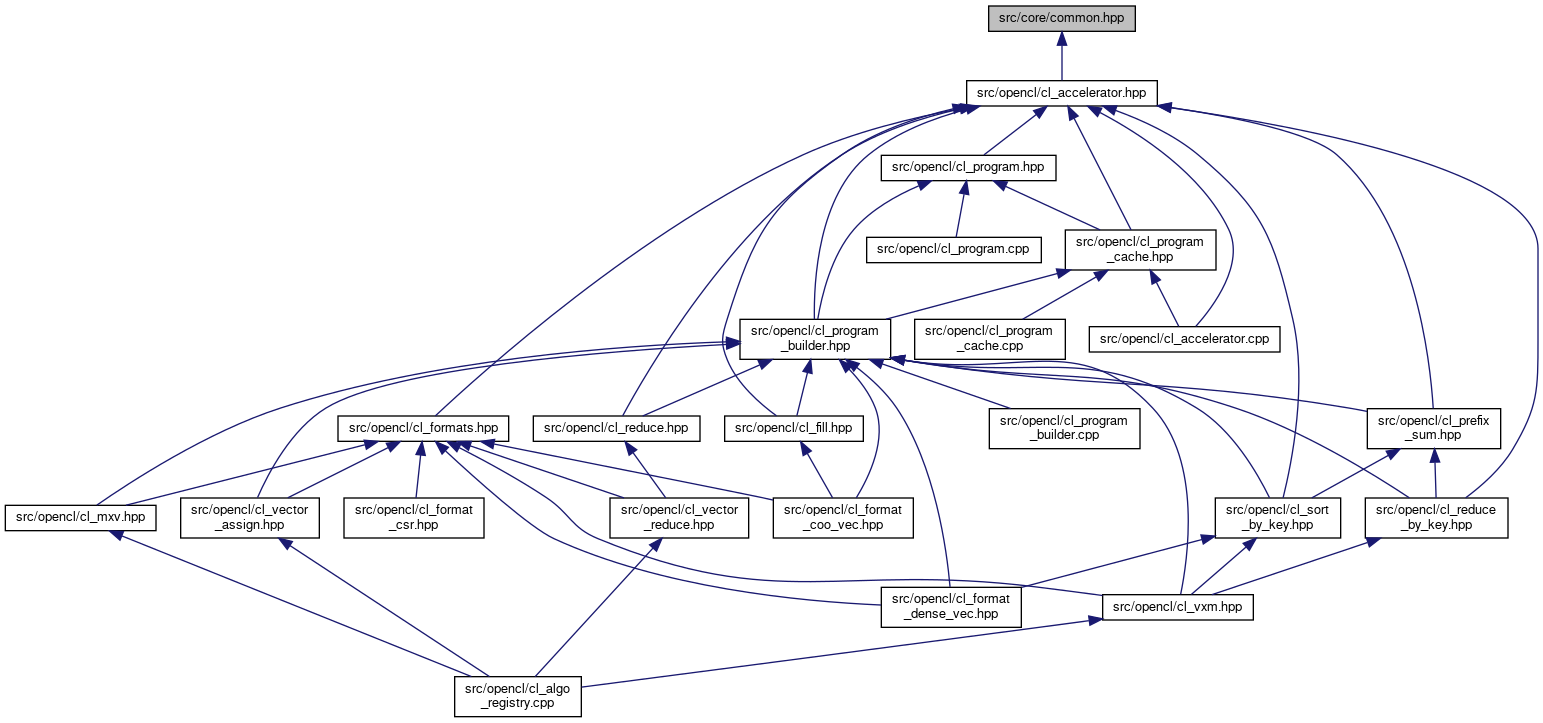 src/core/common.hpp
src/opencl/cl_accelerator.hpp
src/opencl/cl_program.hpp
src/opencl/cl_program.cpp
src/opencl/cl_program
_cache.hpp
src/opencl/cl_program
_builder.hpp
src/opencl/cl_program
_cache.cpp
src/opencl/cl_accelerator.cpp
src/opencl/cl_formats.hpp
src/opencl/cl_reduce.hpp
src/opencl/cl_fill.hpp
src/opencl/cl_program
_builder.cpp
src/opencl/cl_prefix
_sum.hpp
src/opencl/cl_mxv.hpp
src/opencl/cl_vector
_assign.hpp
src/opencl/cl_format
_csr.hpp
src/opencl/cl_vector
_reduce.hpp
src/opencl/cl_format
_coo_vec.hpp
src/opencl/cl_sort
_by_key.hpp
src/opencl/cl_reduce
_by_key.hpp
src/opencl/cl_format
_dense_vec.hpp
src/opencl/cl_vxm.hpp
src/opencl/cl_algo
_registry.cpp